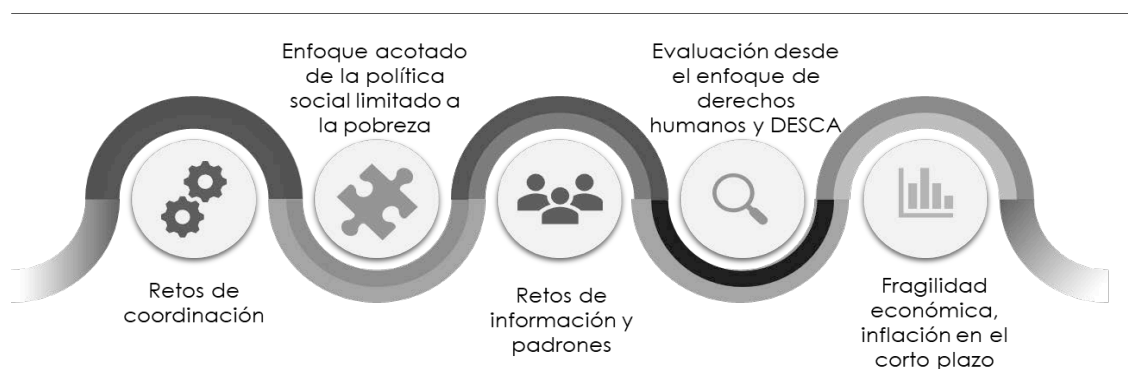 Retos de
coordinación
Enfoque acotado
de la política
social limitado a
la pobreza
Retos de
información y
padrones
Evaluación desde
el enfoque de
derechos
humanos y DESCA
Fragilidad
económica,
inflación en el
corto plazo